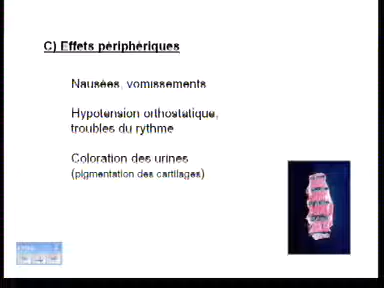 C) Effets périphériques
Nausées, vomissements
Hypotension orthostatique,
troubles du rythme
Coloration des urines
(pigmentation des cartilages)